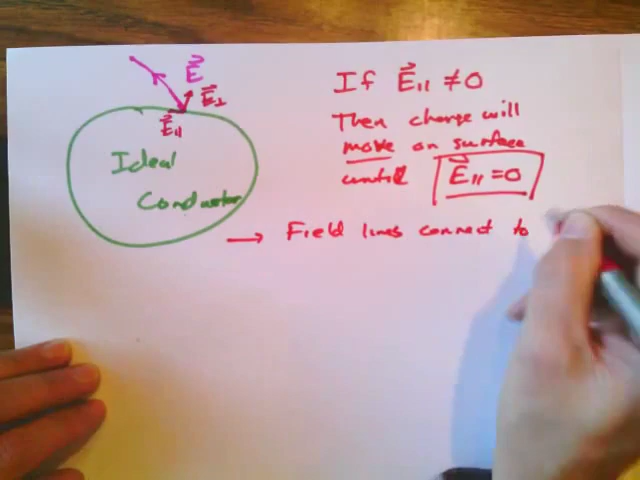 E⃗
E⃗⊥
E⃗||
Ideal
Conductor
If E⃗|| ≠ 0
Then charge will
move on surface
until E⃗|| = 0
→ Field lines connect to